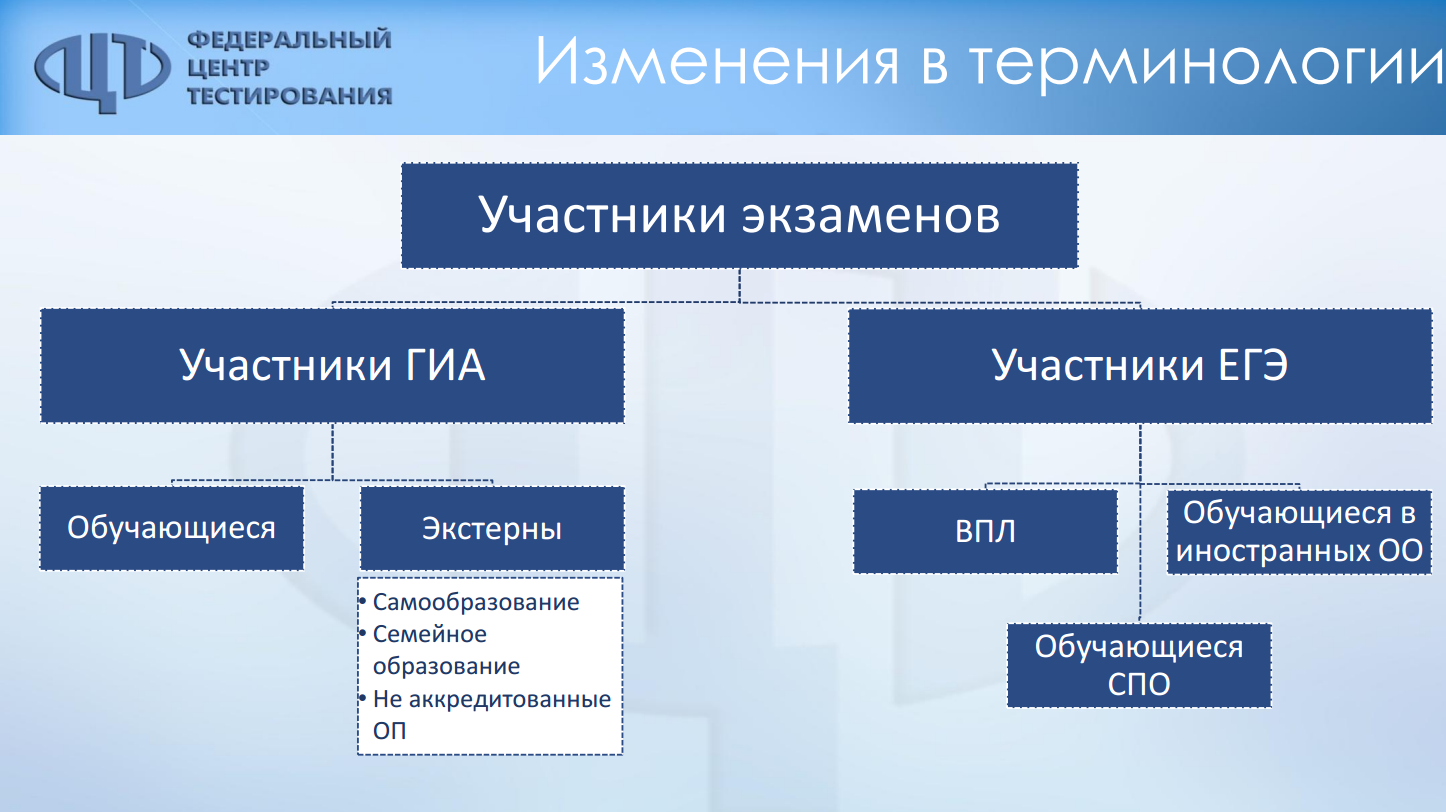 ФЕДЕРАЛЬНЫЙ
ЦЕНТР
ТЕСТИРОВАНИЯ
Изменения в терминологии
Участники экзаменов
Участники ГИА
Участники ЕГЭ
Обучающиеся
Экстерны
• Самообразование
• Семейное
образование
• Не аккредитованные
ОП
ВПЛ
Обучающиеся в
иностранных ОО
Обучающиеся
СПО